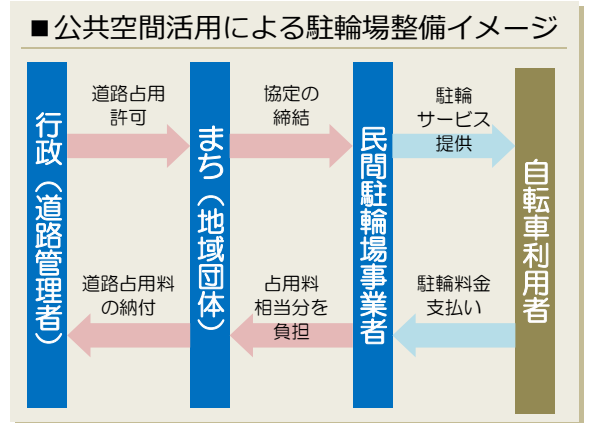 ■公共空間活用による駐輪場整備イメージ
行政（道路管理者）
道路占用
許可
道路占用料
の納付
まち（地域団体）
協定の
締結
占用料
相当分を
負担
民間駐輪場事業者
駐輪
サービス
提供
駐輪料金
支払い
自転車利用者